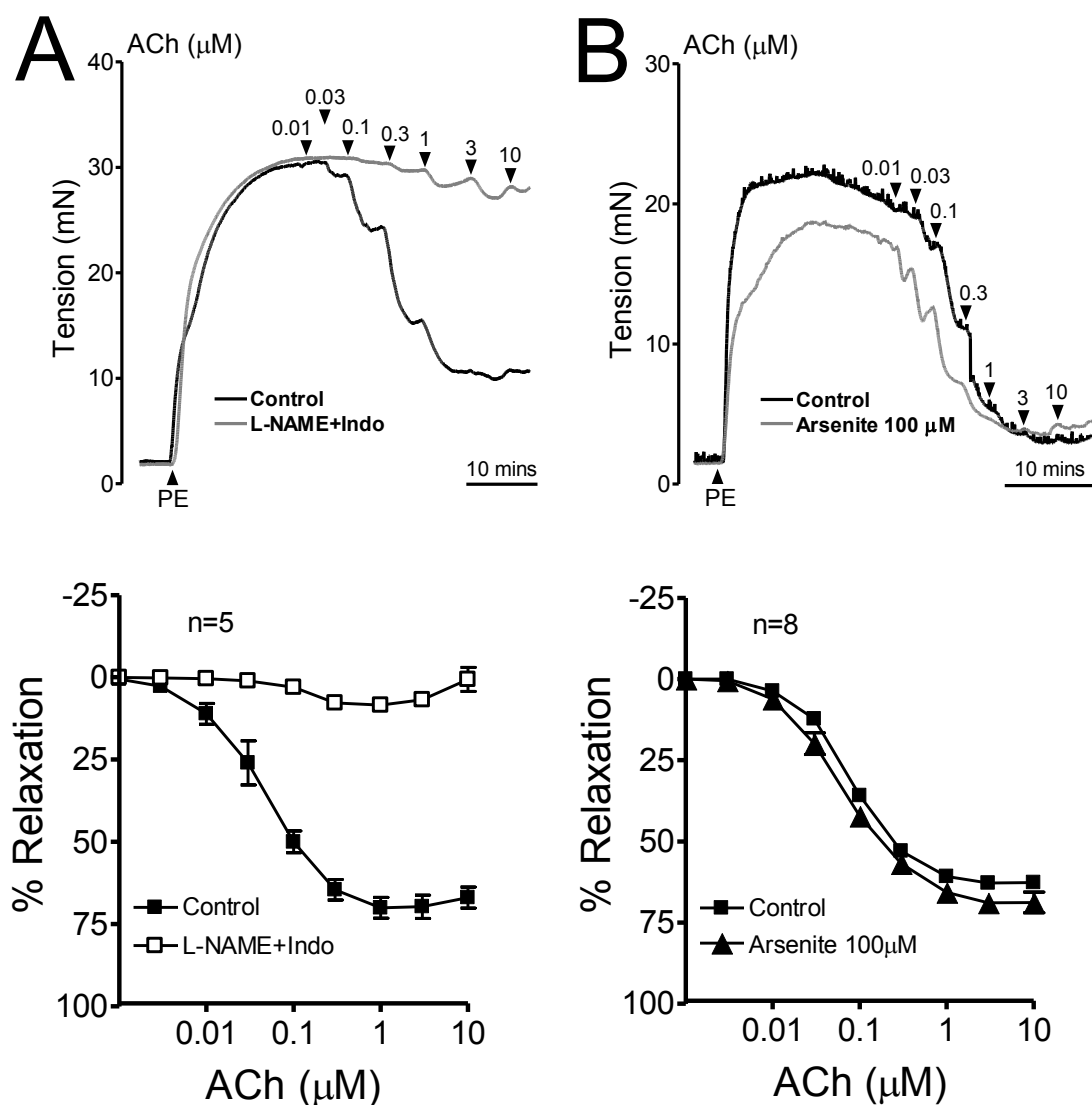 A
ACh (μM)
40
30
20
10
0
Tension (mN)
0.03
0.01
0.1
0.3
1
3
10
Control
L-NAME+Indo
10 mins
PE
B
ACh (μM)
30
20
10
0
Tension (mN)
0.01
0.03
0.1
0.3
1
3
10
Control
Arsenite 100 μM
10 mins
PE
-25
0
25
50
75
100
% Relaxation
n=5
Control
L-NAME+Indo
0.01
0.1
1
10
ACh (μM)
-25
0
25
50
75
100
% Relaxation
n=8
Control
Arsenite 100μM
0.01
0.1
1
10
ACh (μM)